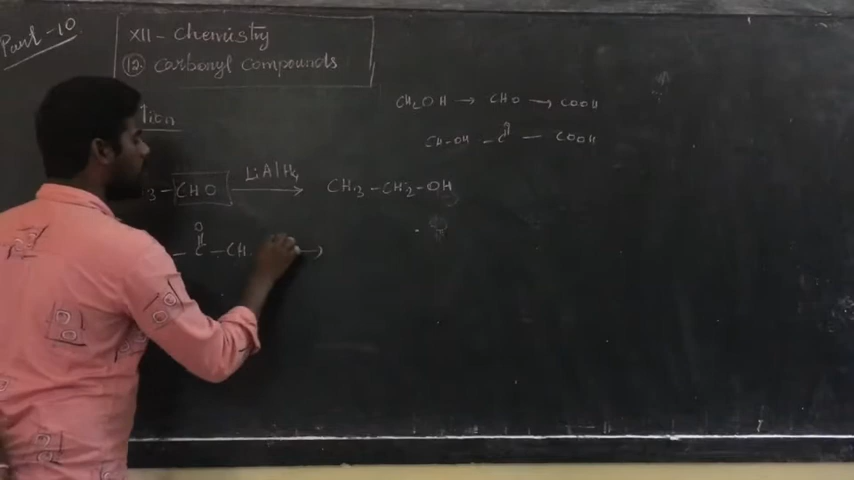 Part-10
XII - Chemistry
12. Carbonyl Compounds
tion
CH2OH → CHO → COOH
CH-OH - C - COOH
O
3 - CHO LiAlH4 → CH3 - CH2 - OH
O
- C - CH →